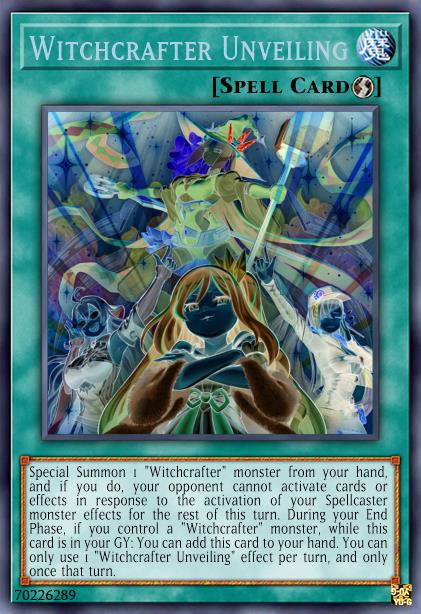 Witchcrafter Unveiling
魔
[Spell Card]
Special Summon 1 "Witchcrafter" monster from your hand,
and if you do, your opponent cannot activate cards or
effects in response to the activation of your Spellcaster
monster effects for the rest of this turn. During your End
Phase, if you control a "Witchcrafter" monster, while this
card is in your GY: You can add this card to your hand. You can
only use 1 "Witchcrafter Unveiling" effect per turn, and only
once that turn.
70226289